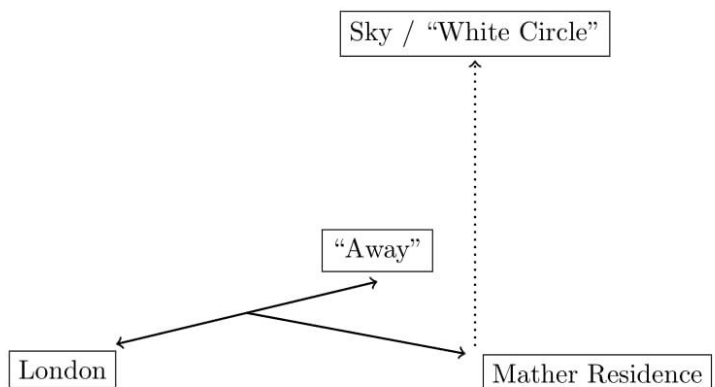 Sky / “White Circle”
“Away”
London
Mather Residence